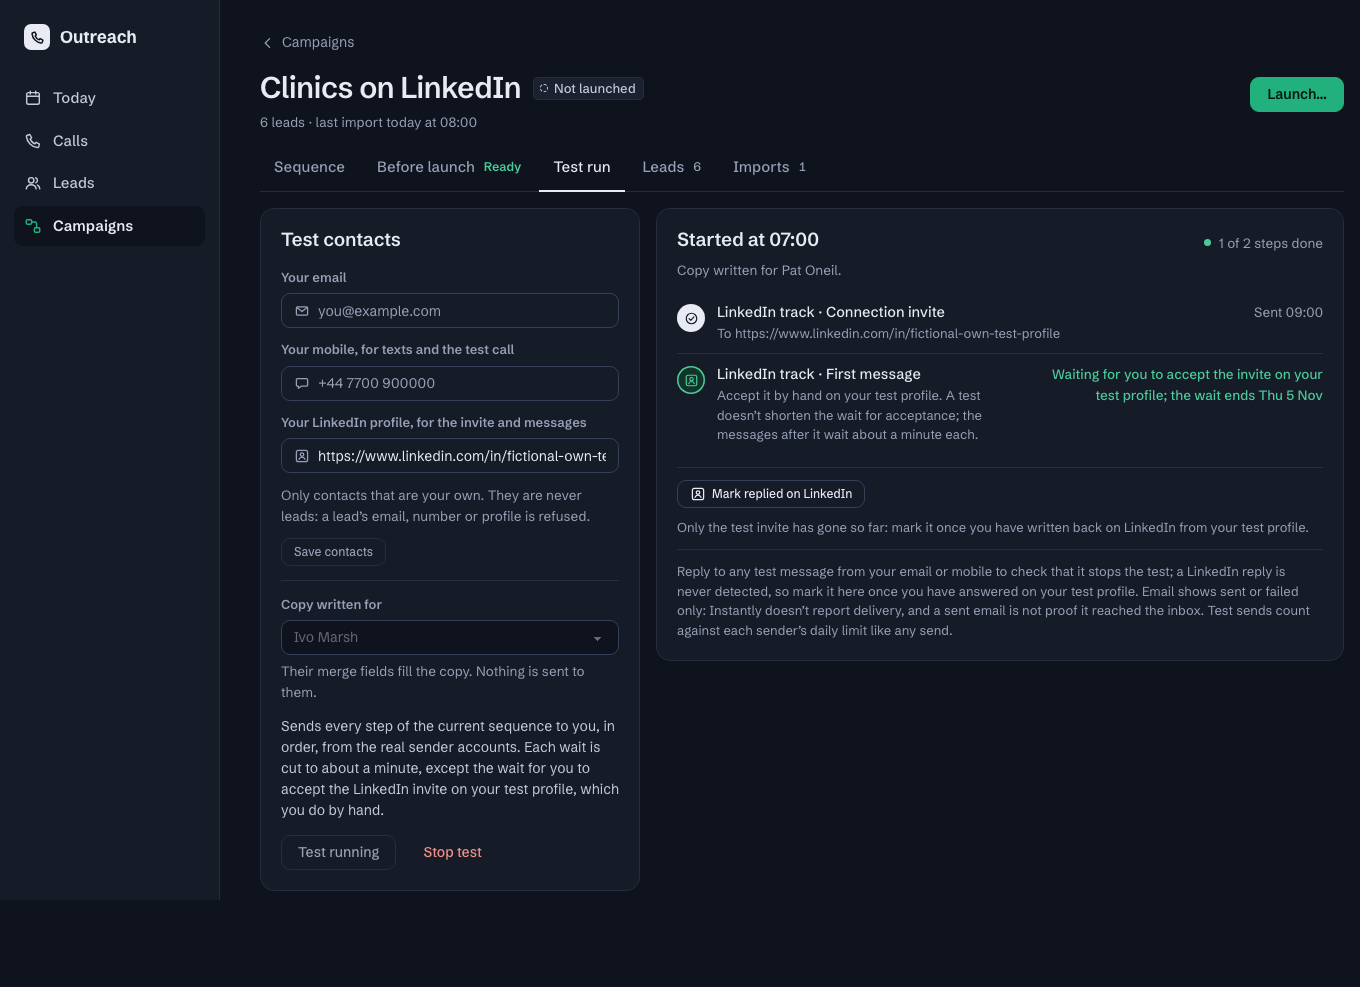 Outreach
Today
Calls
Leads
Campaigns
Campaigns
Clinics on LinkedIn
Not launched
Launch...
6 leads · last import today at 08:00
Sequence
Before launch Ready
Test run
Leads 6
Imports 1
Test contacts
Your email
you@example.com
Your mobile, for texts and the test call
+44 7700 900000
Your LinkedIn profile, for the invite and messages
https://www.linkedin.com/in/fictional-own-te
Only contacts that are your own. They are never
leads: a lead's email, number or profile is refused.
Save contacts
Copy written for
Ivo Marsh
Their merge fields fill the copy. Nothing is sent to
them.
Sends every step of the current sequence to you, in
order, from the real sender accounts. Each wait is
cut to about a minute, except the wait for you to
accept the LinkedIn invite on your test profile, which
you do by hand.
Test running
Stop test
Started at 07:00
1 of 2 steps done
Copy written for Pat Oneil.
LinkedIn track · Connection invite
Sent 09:00
To https://www.linkedin.com/in/fictional-own-test-profile
LinkedIn track · First message
Waiting for you to accept the invite on your
test profile; the wait ends Thu 5 Nov
Accept it by hand on your test profile. A test
doesn't shorten the wait for acceptance; the
messages after it wait about a minute each.
Mark replied on LinkedIn
Only the test invite has gone so far: mark it once you have written back on LinkedIn from your test profile.
Reply to any test message from your email or mobile to check that it stops the test; a LinkedIn reply is
never detected, so mark it here once you have answered on your test profile. Email shows sent or failed
only: Instantly doesn't report delivery, and a sent email is not proof it reached the inbox. Test sends count
against each sender's daily limit like any send.